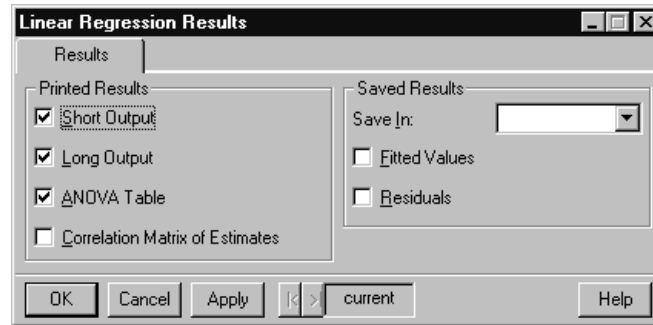 Linear Regression Results
Results
Printed Results
Short Output
Long Output
ANOVA Table
Correlation Matrix of Estimates
Saved Results
Save In:
Fitted Values
Residuals
OK
Cancel
Apply
current
Help